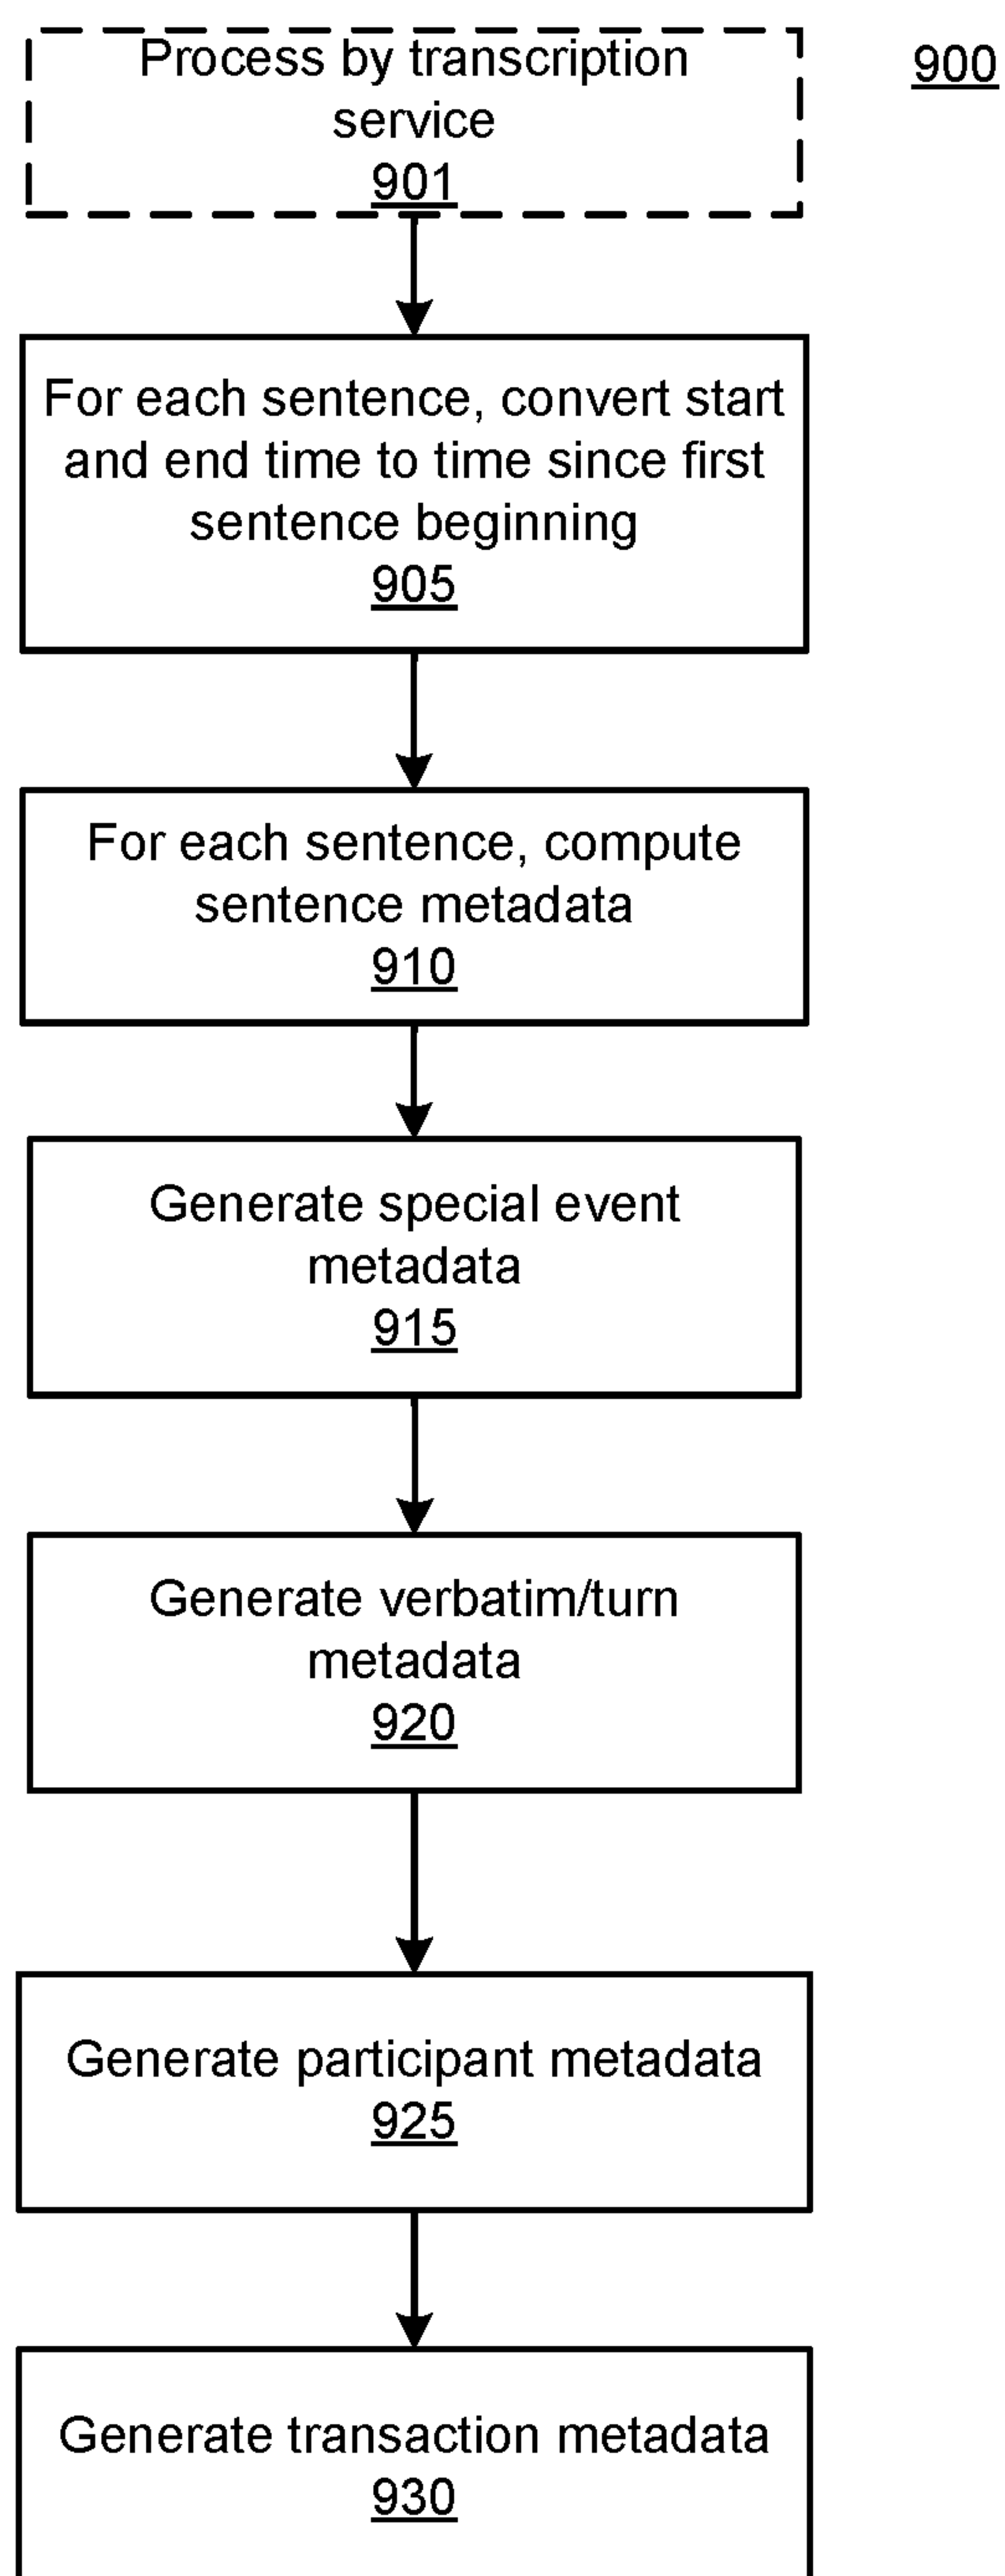 Process by transcription
service
901
900
For each sentence, convert start
and end time to time since first
sentence beginning
905
For each sentence, compute
sentence metadata
910
Generate special event
metadata
915
Generate verbatim/turn
metadata
920
Generate participant metadata
925
Generate transaction metadata
930